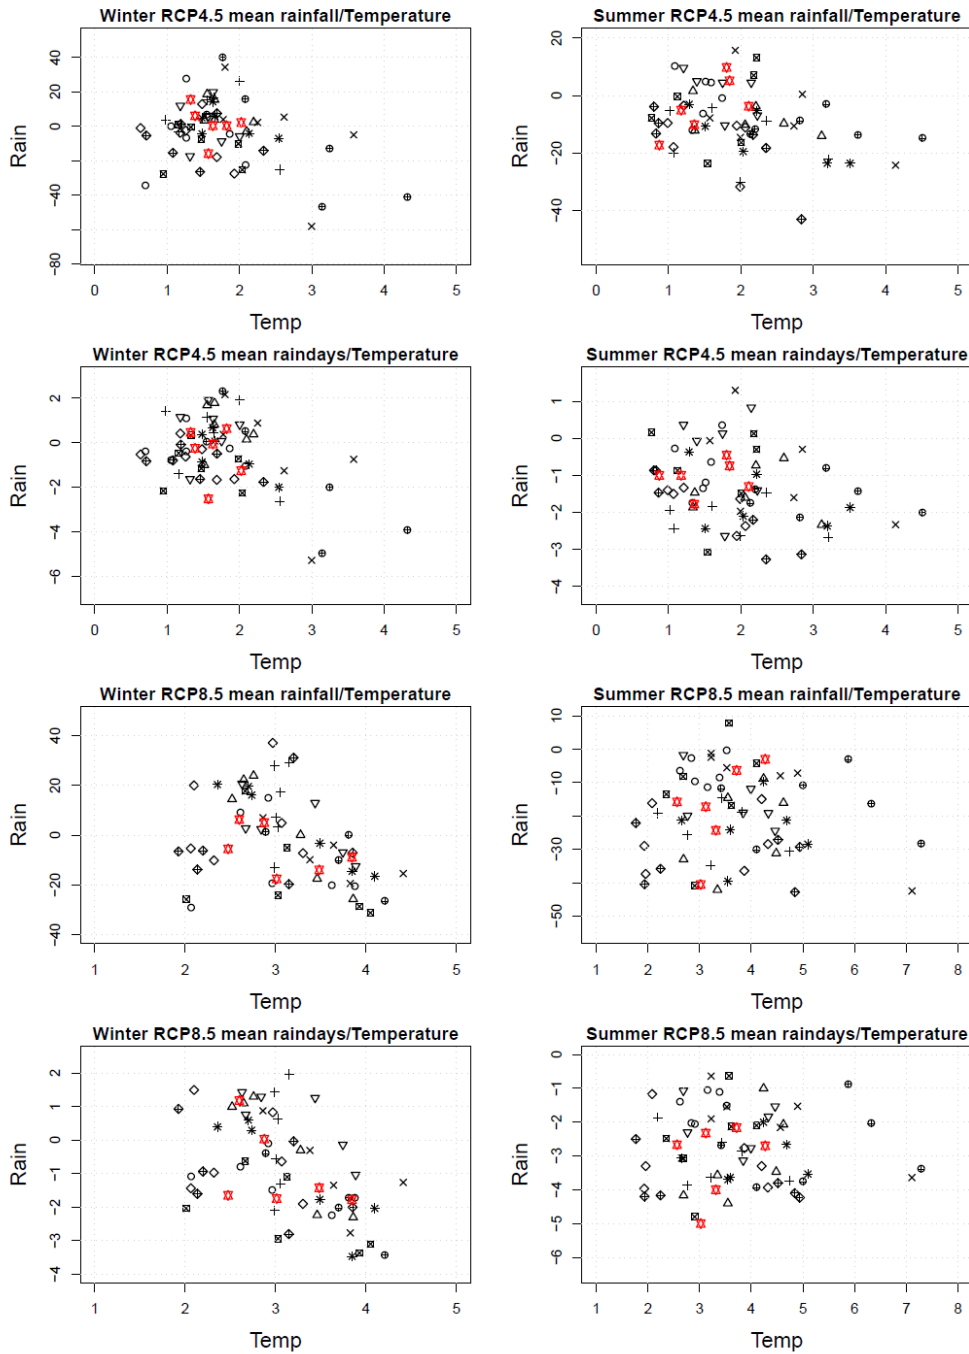 Winter RCP4.5 mean rainfall/Temperature
Rain
40
20
0
−40
−80
0 1 2 3 4 5
Temp
Summer RCP4.5 mean rainfall/Temperature
Rain
20
0
−20
−40
0 1 2 3 4 5
Temp
Winter RCP4.5 mean raindays/Temperature
Rain
2
0
−2
−4
−6
0 1 2 3 4 5
Temp
Summer RCP4.5 mean raindays/Temperature
Rain
1
0
−1
−2
−3
−4
0 1 2 3 4 5
Temp
Winter RCP8.5 mean rainfall/Temperature
Rain
40
20
0
−20
−40
1 2 3 4 5
Temp
Summer RCP8.5 mean rainfall/Temperature
Rain
10
0
−10
−30
−50
1 2 3 4 5 6 7 8
Temp
Winter RCP8.5 mean raindays/Temperature
Rain
2
1
0
−1
−2
−4
1 2 3 4 5
Temp
Summer RCP8.5 mean raindays/Temperature
Rain
0
−1
−2
−3
−4
−5
−6
1 2 3 4 5 6 7 8
Temp